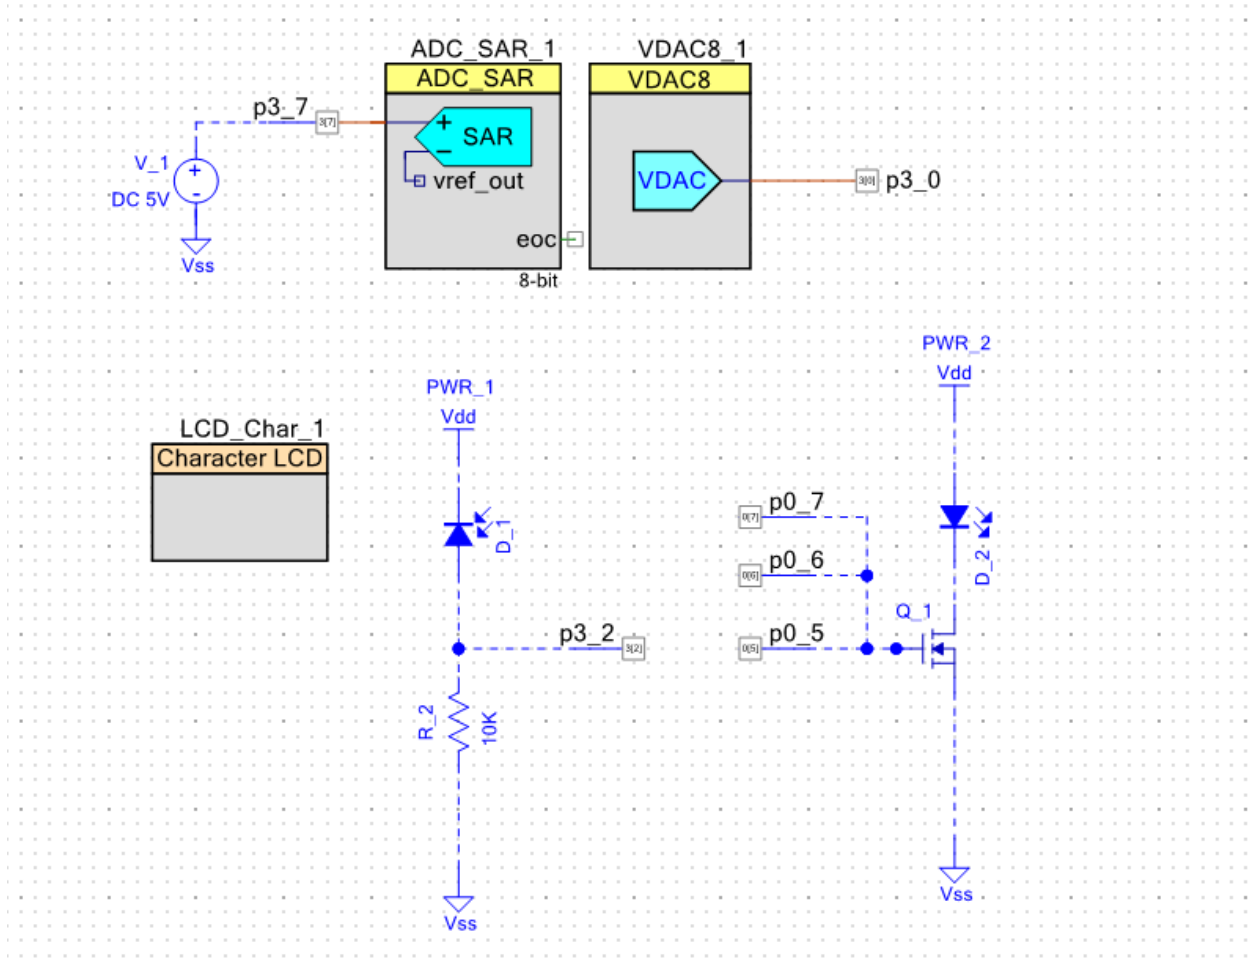 ADC_SAR_1
VDAC8_1
ADC_SAR
VDAC8
p3_7
3[7]
+
SAR
V_1
+
-
DC 5V
vref_out
VDAC
3[0]
p3_0
eoc
Vss
8-bit
PWR_2
Vdd
PWR_1
Vdd
LCD_Char_1
Character LCD
p0_7
0[7]
D_1
p0_6
0[6]
D_2
Q_1
p3_2
3[2]
p0_5
0[5]
R_2
10K
Vss
Vss